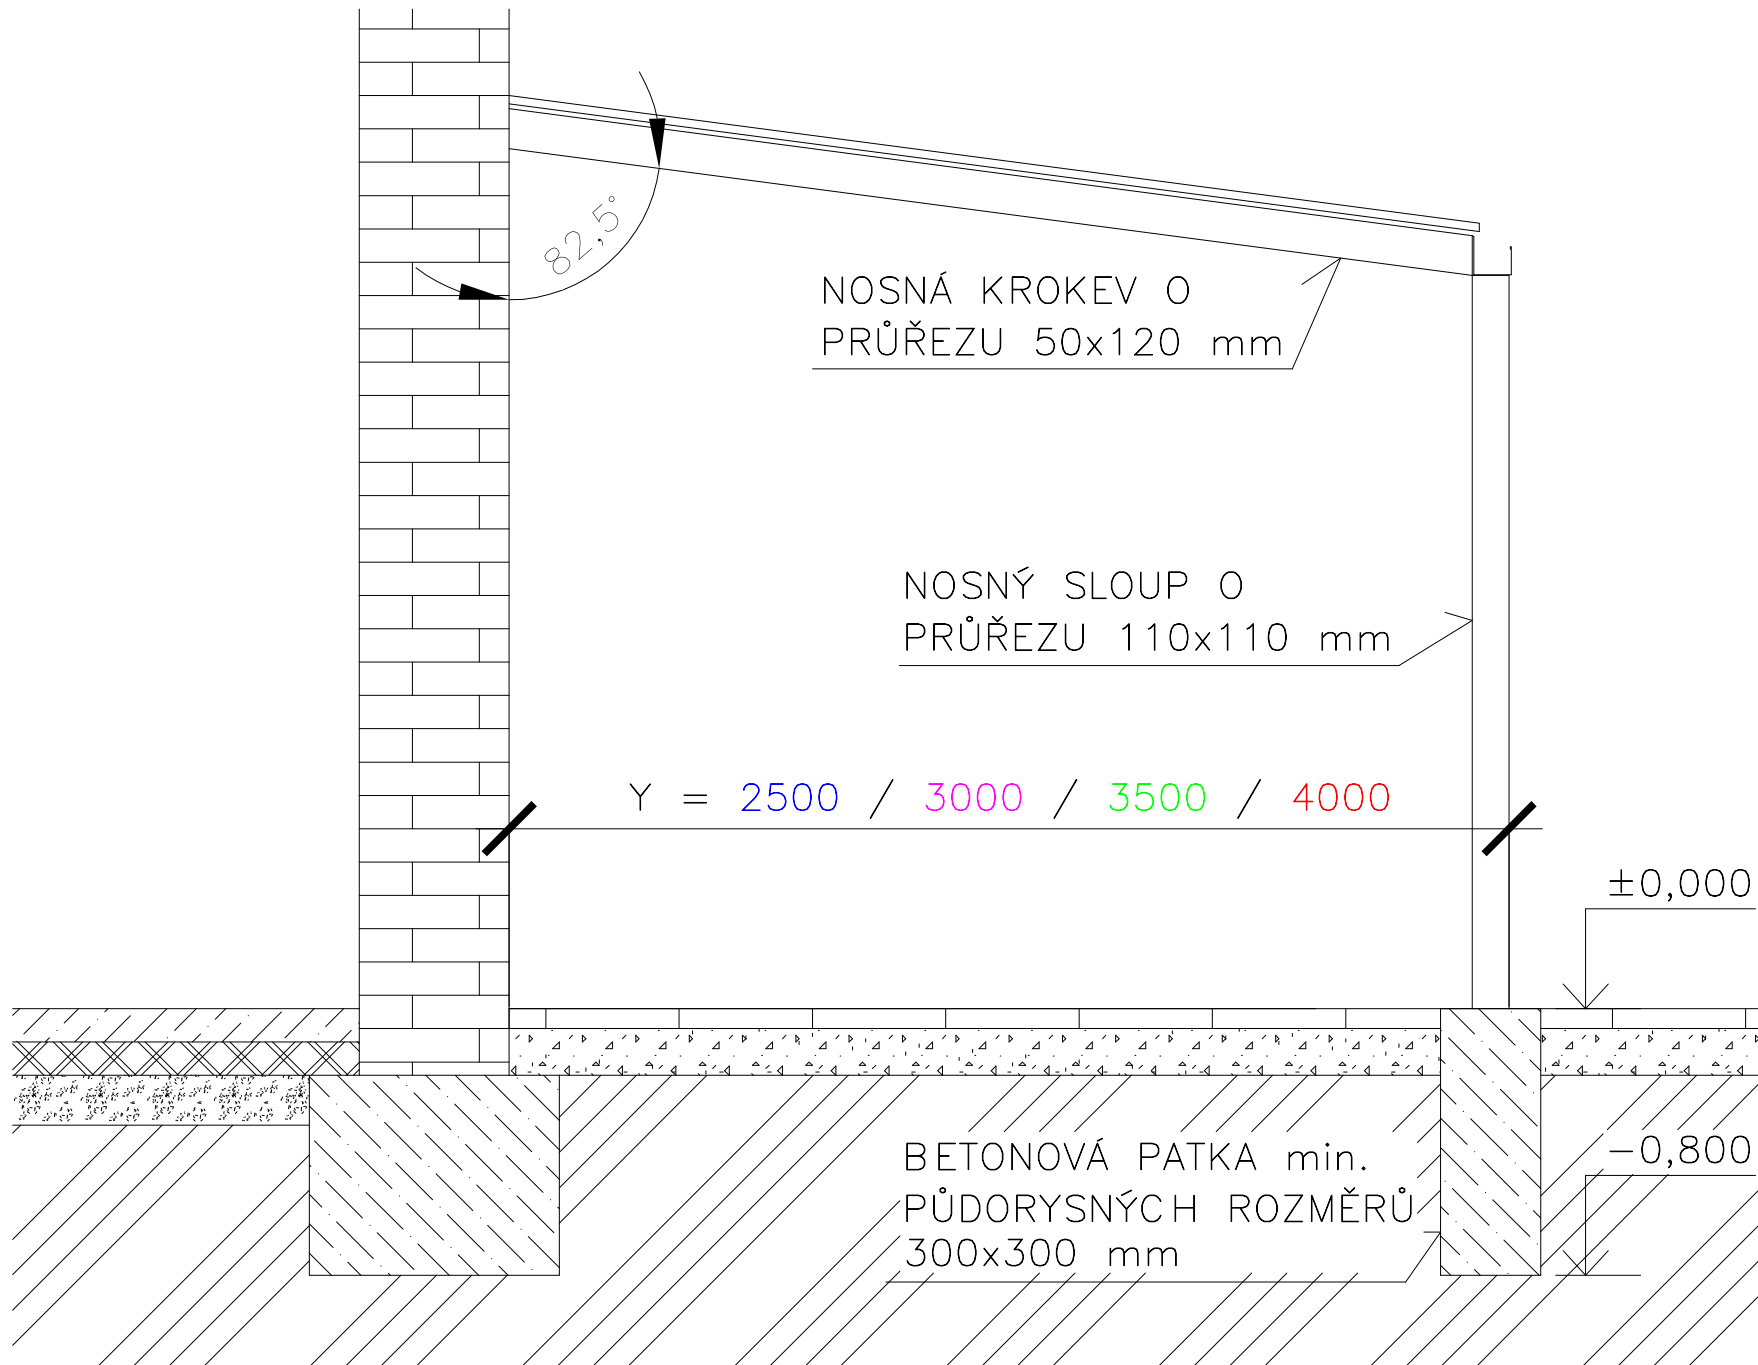 82,5°
NOSNÁ KROKEV O
PRŮŘEZU 50x120 mm
NOSNÝ SLOUP O
PRŮŘEZU 110x110 mm
Y = 2500 / 3000 / 3500 / 4000
±0,000
BETONOVÁ PATKA min.
PŮDORYSNÝCH ROZMĚRŮ
300x300 mm
-0,800